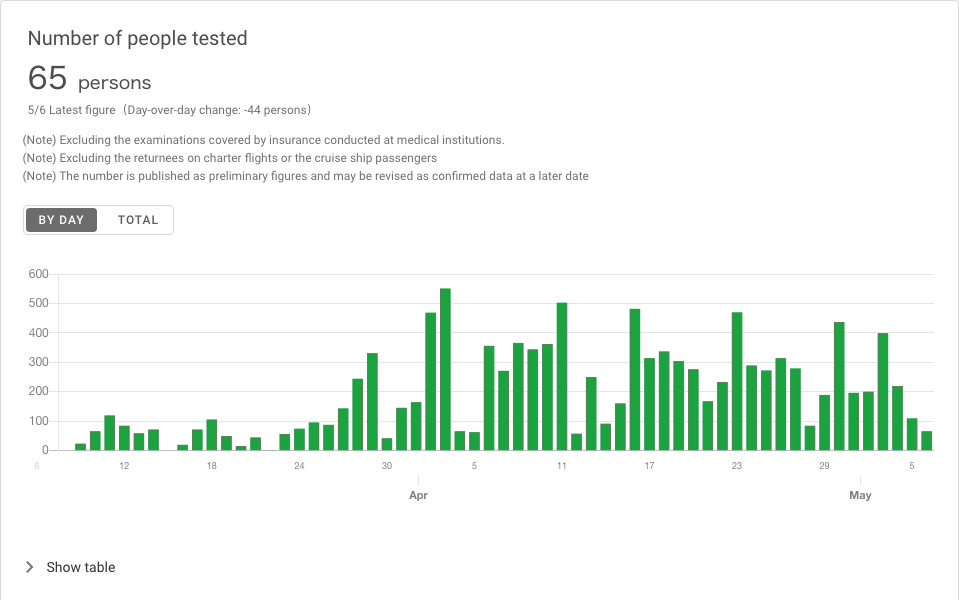 Number of people tested
65 persons
5/6 Latest figure（Day-over-day change: -44 persons）
(Note) Excluding the examinations covered by insurance conducted at medical institutions.
(Note) Excluding the returnees on charter flights or the cruise ship passengers
(Note) The number is published as preliminary figures and may be revised as confirmed data at a later date
BY DAY TOTAL
600
500
400
300
200
100
0
6 12 18 24 30 5 11 17 23 29 5
Apr May
Show table